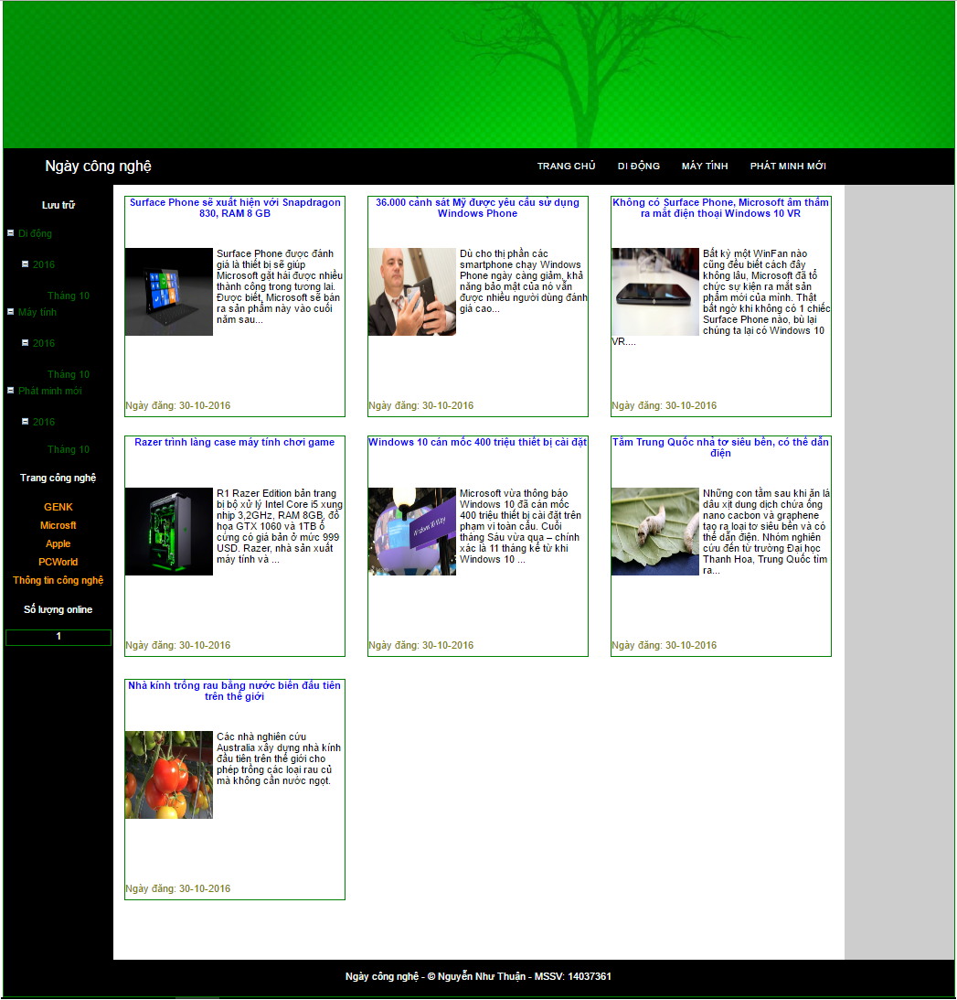 Ngày công nghệ
TRANG CHỦ
DI ĐỘNG
MÁY TÍNH
PHÁT MINH MỚI
Lưu trữ
Di động
2016
Tháng 10
Máy tính
2016
Tháng 10
Phát minh mới
2016
Tháng 10
Trang công nghệ
GENK
Microsft
Apple
PCWorld
Thông tin công nghệ
Số lượng online
1
Surface Phone sẽ xuất hiện với Snapdragon
830, RAM 8 GB
Surface Phone được đánh
giá là thiết bị sẽ giúp
Microsoft gặt hái được nhiều
thành công trong tương lai.
Được biết, Microsoft sẽ bán
ra sản phẩm này vào cuối
năm sau...
Ngày đăng: 30-10-2016
36.000 cảnh sát Mỹ được yêu cầu sử dụng
Windows Phone
Dù cho thị phần các
smartphone chạy Windows
Phone ngày càng giảm, khả
năng bảo mật của nó vẫn
được nhiều người dùng đánh
giá cao...
Ngày đăng: 30-10-2016
Không có Surface Phone, Microsoft âm thầm
ra mắt điện thoại Windows 10 VR
Bất kỳ một WinFan nào
cũng đều biết cách đây
không lâu, Microsoft đã tổ
chức sự kiện ra mắt sản
phẩm mới của mình. Thật
bất ngờ khi không có 1 chiếc
Surface Phone nào, bù lại
chúng ta lại có Windows 10
VR....
Ngày đăng: 30-10-2016
Razer trình làng case máy tính chơi game
R1 Razer Edition bản trang
bị bộ xử lý Intel Core i5 xung
nhịp 3,2GHz, RAM 8GB, đồ
họa GTX 1060 và 1TB ổ
cứng có giá bán ở mức 999
USD. Razer, nhà sản xuất
máy tính và ...
Ngày đăng: 30-10-2016
Windows 10 cán mốc 400 triệu thiết bị cài đặt
Windows 10 Way
Microsoft vừa thông báo
Windows 10 đã cán mốc
400 triệu thiết bị cài đặt trên
phạm vi toàn cầu. Cuối
tháng Sáu vừa qua – chính
xác là 11 tháng kể từ khi
Windows 10 ...
Ngày đăng: 30-10-2016
Tằm Trung Quốc nhả tơ siêu bền, có thể dẫn
điện
Những con tằm sau khi ăn lá
dâu xịt dung dịch chứa ống
nano cacbon và graphene
tạo ra loại tơ siêu bền và có
thể dẫn điện. Nhóm nghiên
cứu đến từ trường Đại học
Thanh Hoa, Trung Quốc tìm
ra...
Ngày đăng: 30-10-2016
Nhà kính trồng rau bằng nước biển đầu tiên
trên thế giới
Các nhà nghiên cứu
Australia xây dựng nhà kính
đầu tiên trên thế giới cho
phép trồng các loại rau củ
mà không cần nước ngọt.
Ngày đăng: 30-10-2016
Ngày công nghệ - © Nguyễn Như Thuận - MSSV: 14037361